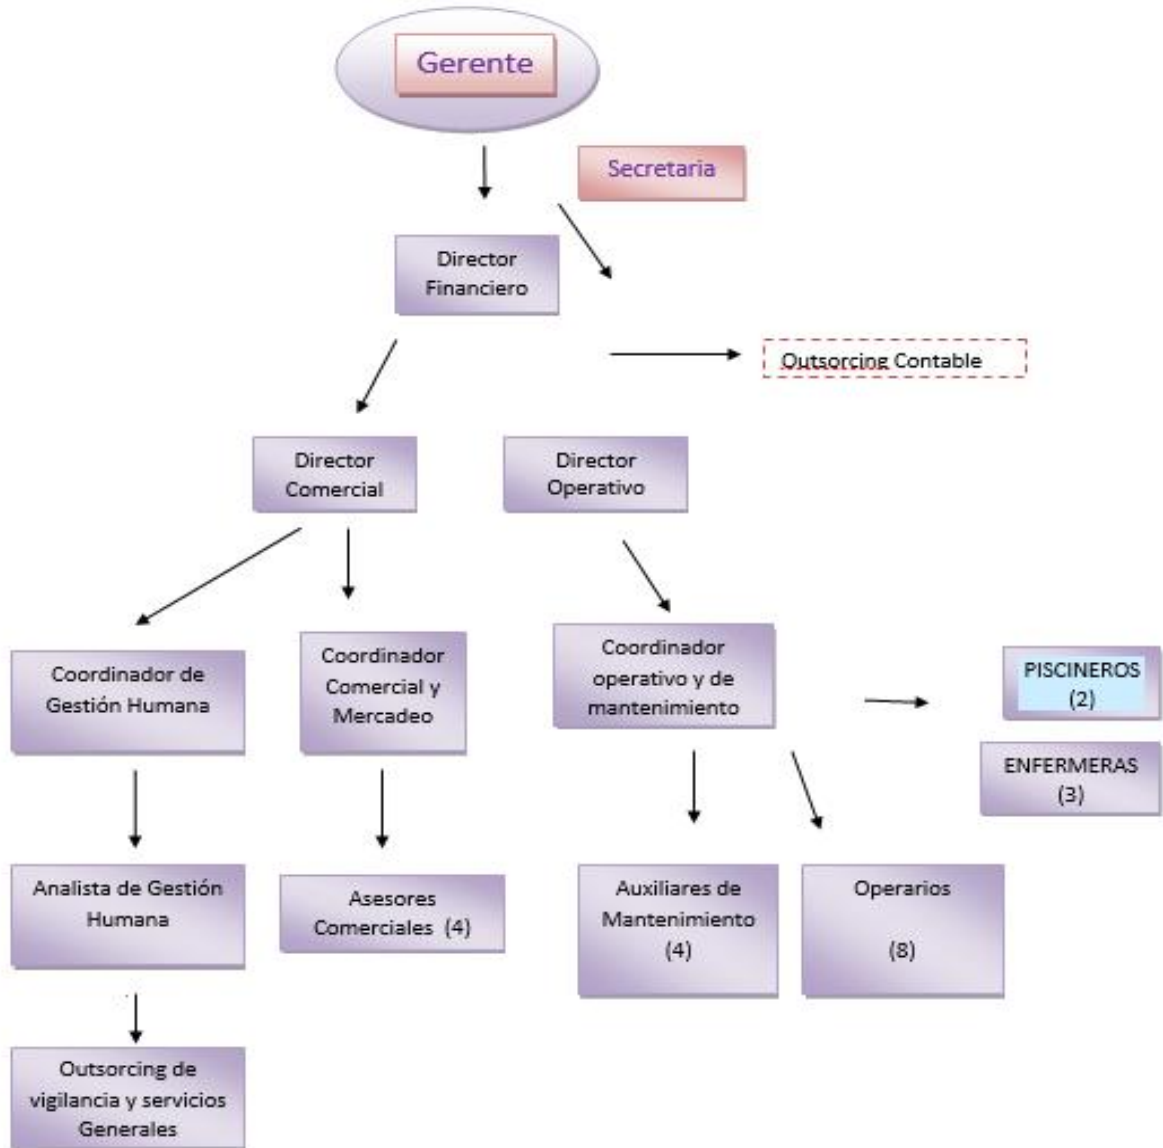 Gerente
Secretaria
Director
Financiero
Outsorcing Contable
Director
Comercial
Director
Operativo
Coordinador de
Gestión Humana
Coordinador
Comercial y
Mercadeo
Coordinador
operativo y de
mantenimiento
PISCINEROS
(2)
ENFERMERAS
(3)
Analista de Gestión
Humana
Asesores
Comerciales (4)
Auxiliares de
Mantenimiento
(4)
Operarios
(8)
Outsorcing de
vigilancia y servicios
Generales